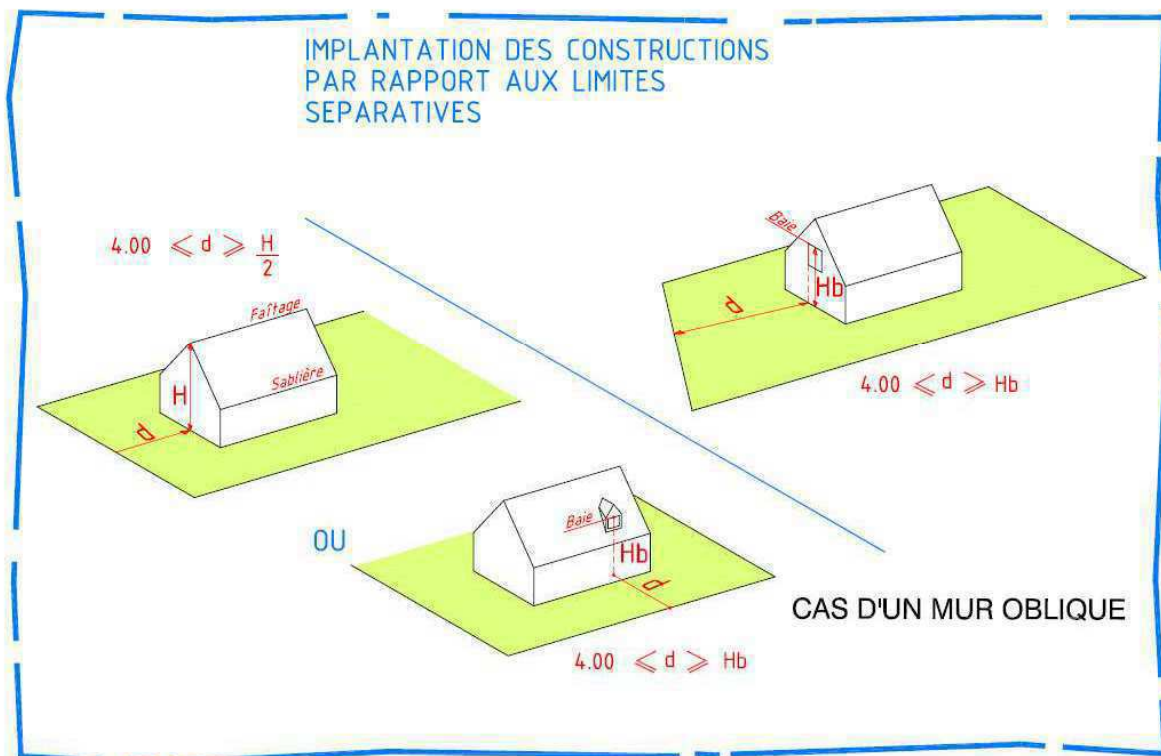 IMPLANTATION DES CONSTRUCTIONS
PAR RAPPORT AUX LIMITES
SEPARATIVES
4.00 ⩽ d ⩾ H/2
Faîtage
Sablière
H
d
Baie
Hb
d
4.00 ⩽ d ⩾ Hb
OU
Baie
Hb
d
4.00 ⩽ d ⩾ Hb
CAS D'UN MUR OBLIQUE